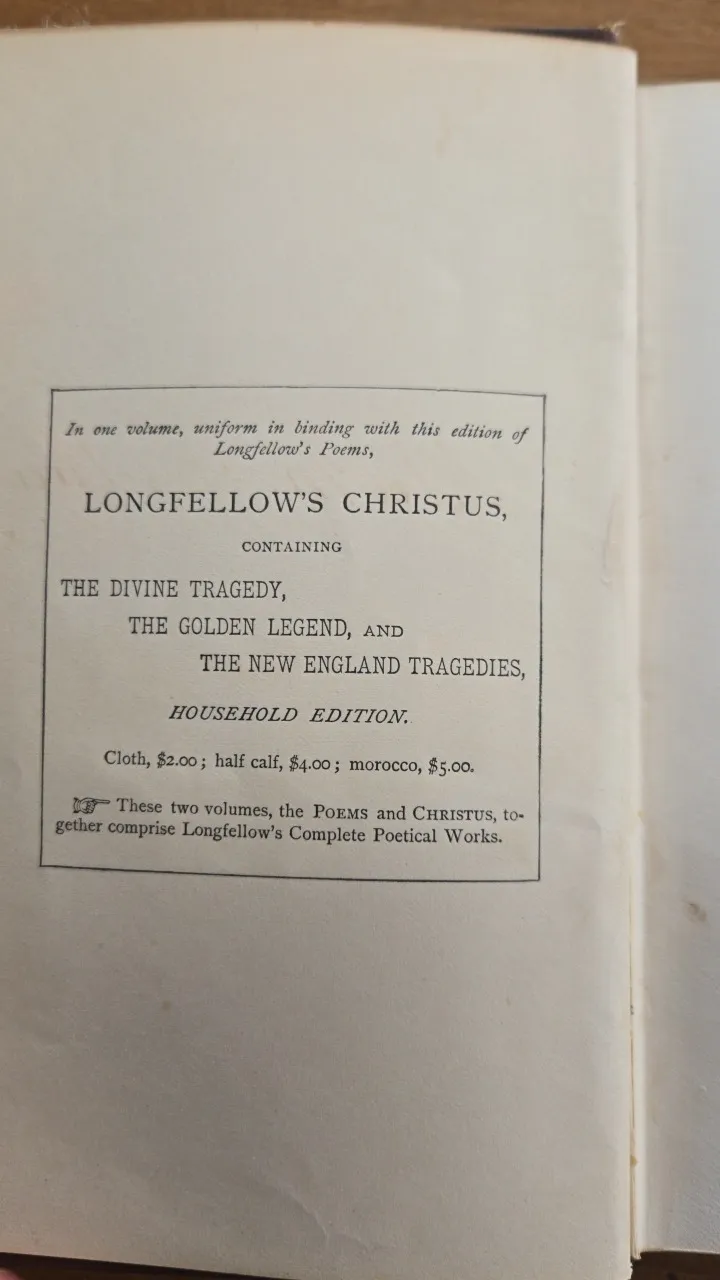 In one volume, uniform in binding with this edition of
Longfellow's Poems,
LONGFELLOW'S CHRISTUS,
CONTAINING
THE DIVINE TRAGEDY,
THE GOLDEN LEGEND, AND
THE NEW ENGLAND TRAGEDIES,
HOUSEHOLD EDITION.
Cloth, $2.00; half calf, $4.00; morocco, $5.00.
☞ These two volumes, the POEMS and CHRISTUS, to-
gether comprise Longfellow's Complete Poetical Works.